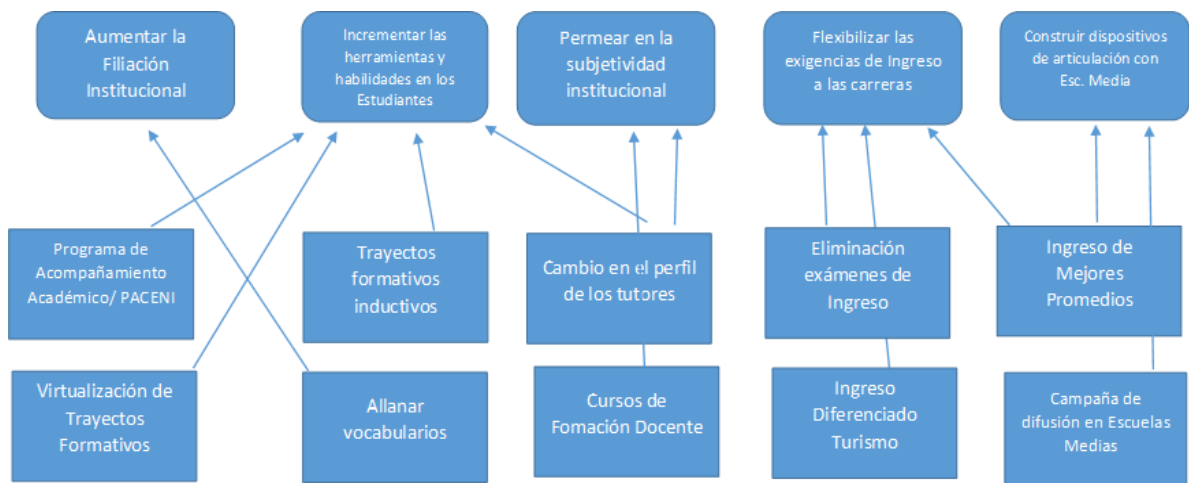 Aumentar la
Filiación
Institucional
Incrementar las
herramientas y
habilidades en los
Estudiantes
Permear en la
subjetividad
institucional
Flexibilizar las
exigencias de Ingreso
a las carreras
Construir dispositivos
de articulación con
Esc. Media
Programa de
Acompañamiento
Académico/ PACENI
Trayectos
formativos
inductivos
Cambio en el perfil
de los tutores
Eliminación
exámenes de
Ingreso
Ingreso de
Mejores
Promedios
Virtualización de
Trayectos
Formativos
Allanar
vocabularios
Cursos de
Fomación Docente
Ingreso
Diferenciado
Turismo
Campaña de
difusión en Escuelas
Medias